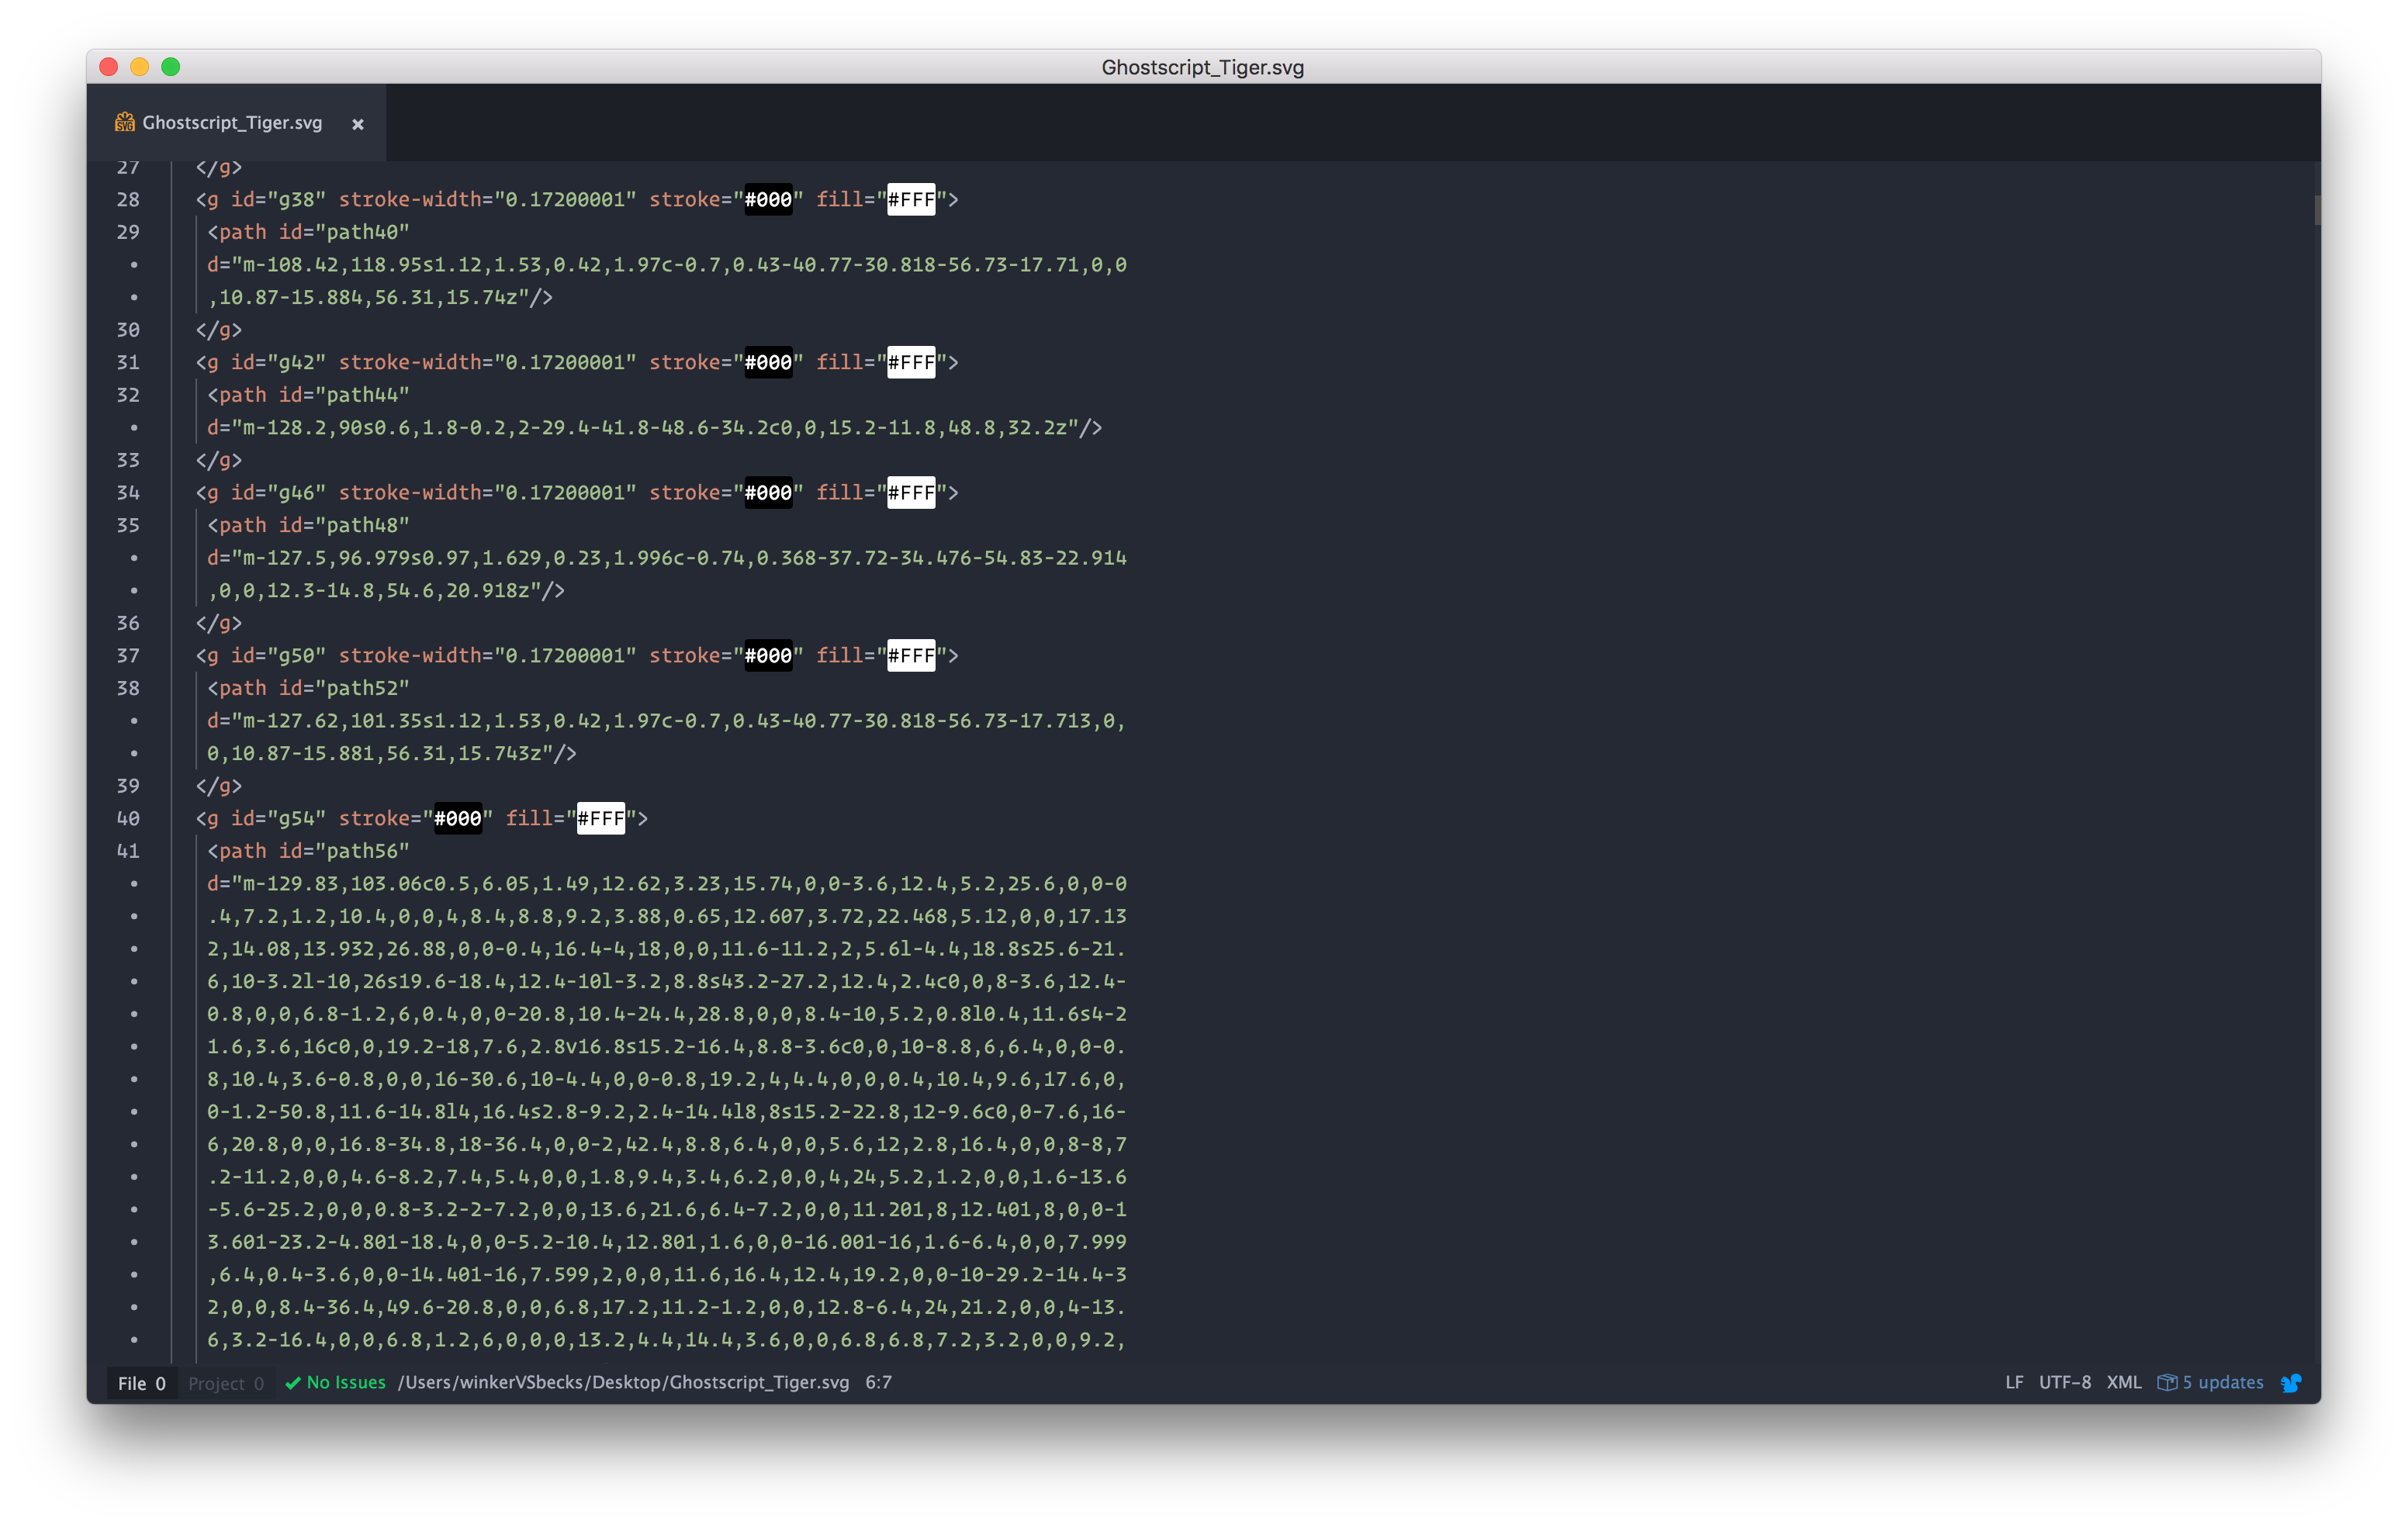 Ghostscript_Tiger.svg
SVG Ghostscript_Tiger.svg ×
27 </g>
28 <g id="g38" stroke-width="0.17200001" stroke="#000" fill="#FFF">
29 <path id="path40"
• d="m-108.42,118.95s1.12,1.53,0.42,1.97c-0.7,0.43-40.77-30.818-56.73-17.71,0,0
• ,10.87-15.884,56.31,15.74z"/>
30 </g>
31 <g id="g42" stroke-width="0.17200001" stroke="#000" fill="#FFF">
32 <path id="path44"
• d="m-128.2,90s0.6,1.8-0.2,2-29.4-41.8-48.6-34.2c0,0,15.2-11.8,48.8,32.2z"/>
33 </g>
34 <g id="g46" stroke-width="0.17200001" stroke="#000" fill="#FFF">
35 <path id="path48"
• d="m-127.5,96.979s0.97,1.629,0.23,1.996c-0.74,0.368-37.72-34.476-54.83-22.914
• ,0,0,12.3-14.8,54.6,20.918z"/>
36 </g>
37 <g id="g50" stroke-width="0.17200001" stroke="#000" fill="#FFF">
38 <path id="path52"
• d="m-127.62,101.35s1.12,1.53,0.42,1.97c-0.7,0.43-40.77-30.818-56.73-17.713,0,
• 0,10.87-15.881,56.31,15.743z"/>
39 </g>
40 <g id="g54" stroke="#000" fill="#FFF">
41 <path id="path56"
• d="m-129.83,103.06c0.5,6.05,1.49,12.62,3.23,15.74,0,0-3.6,12.4,5.2,25.6,0,0-0
• .4,7.2,1.2,10.4,0,0,4,8.4,8.8,9.2,3.88,0.65,12.607,3.72,22.468,5.12,0,0,17.13
• 2,14.08,13.932,26.88,0,0-0.4,16.4-4,18,0,0,11.6-11.2,2,5.6l-4.4,18.8s25.6-21.
• 6,10-3.2l-10,26s19.6-18.4,12.4-10l-3.2,8.8s43.2-27.2,12.4,2.4c0,0,8-3.6,12.4-
• 0.8,0,0,6.8-1.2,6,0.4,0,0-20.8,10.4-24.4,28.8,0,0,8.4-10,5.2,0.8l0.4,11.6s4-2
• 1.6,3.6,16c0,0,19.2-18,7.6,2.8v16.8s15.2-16.4,8.8-3.6c0,0,10-8.8,6,6.4,0,0-0.
• 8,10.4,3.6-0.8,0,0,16-30.6,10-4.4,0,0-0.8,19.2,4,4.4,0,0,0.4,10.4,9.6,17.6,0,
• 0-1.2-50.8,11.6-14.8l4,16.4s2.8-9.2,2.4-14.4l8,8s15.2-22.8,12-9.6c0,0-7.6,16-
• 6,20.8,0,0,16.8-34.8,18-36.4,0,0-2,42.4,8.8,6.4,0,0,5.6,12,2.8,16.4,0,0,8-8,7
• .2-11.2,0,0,4.6-8.2,7.4,5.4,0,0,1.8,9.4,3.4,6.2,0,0,4,24,5.2,1.2,0,0,1.6-13.6
• -5.6-25.2,0,0,0.8-3.2-2-7.2,0,0,13.6,21.6,6.4-7.2,0,0,11.201,8,12.401,8,0,0-1
• 3.601-23.2-4.801-18.4,0,0-5.2-10.4,12.801,1.6,0,0-16.001-16,1.6-6.4,0,0,7.999
• ,6.4,0.4-3.6,0,0-14.401-16,7.599,2,0,0,11.6,16.4,12.4,19.2,0,0-10-29.2-14.4-3
• 2,0,0,8.4-36.4,49.6-20.8,0,0,6.8,17.2,11.2-1.2,0,0,12.8-6.4,24,21.2,0,0,4-13.
• 6,3.2-16.4,0,0,6.8,1.2,6,0,0,0,13.2,4.4,14.4,3.6,0,0,6.8,6.8,7.2,3.2,0,0,9.2,
File 0 Project 0 No Issues /Users/winkerVSbecks/Desktop/Ghostscript_Tiger.svg 6:7 LF UTF-8 XML 5 updates